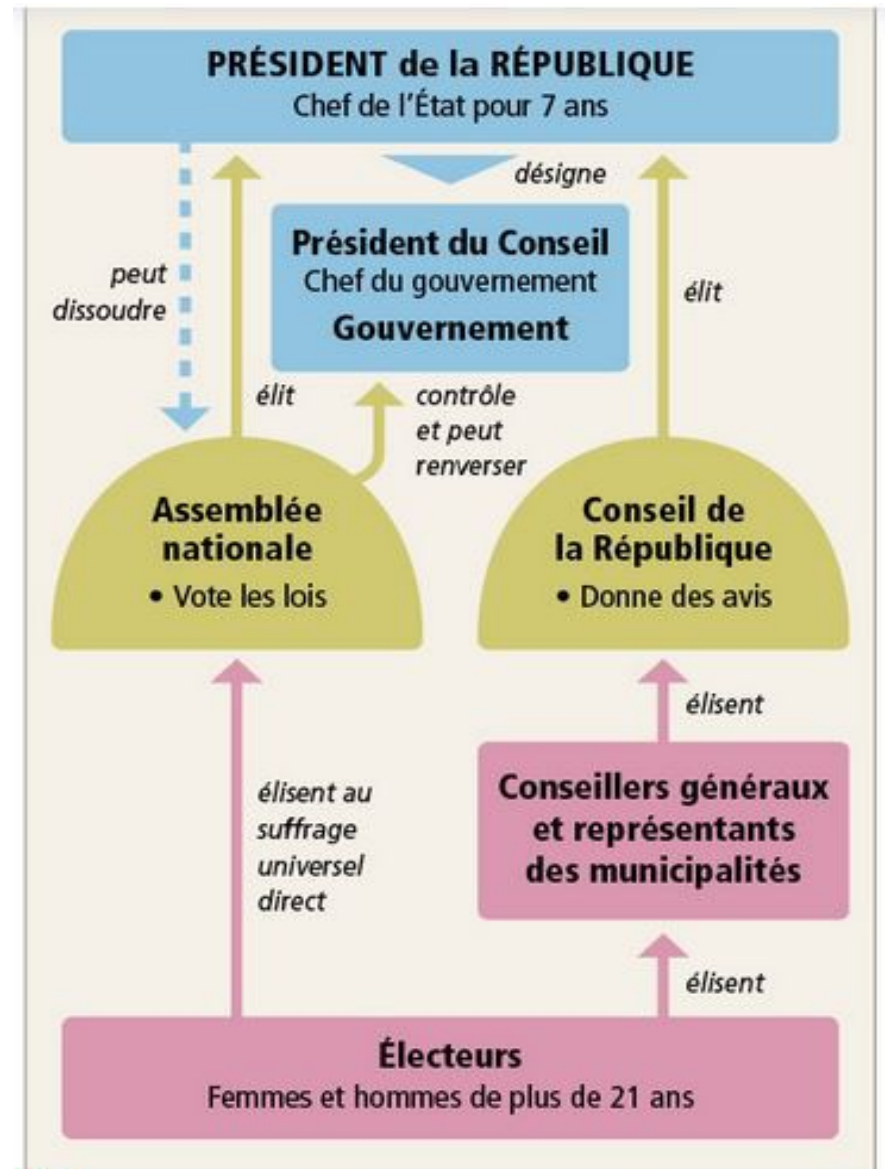 PRÉSIDENT de la RÉPUBLIQUE
Chef de l'État pour 7 ans
désigne
Président du Conseil
Chef du gouvernement
Gouvernement
peut
dissoudre
élit
élit
contrôle
et peut
renverser
Assemblée
nationale
• Vote les lois
Conseil de
la République
• Donne des avis
élisent
élisent au
suffrage
universel
direct
Conseillers généraux
et représentants
des municipalités
élisent
Électeurs
Femmes et hommes de plus de 21 ans